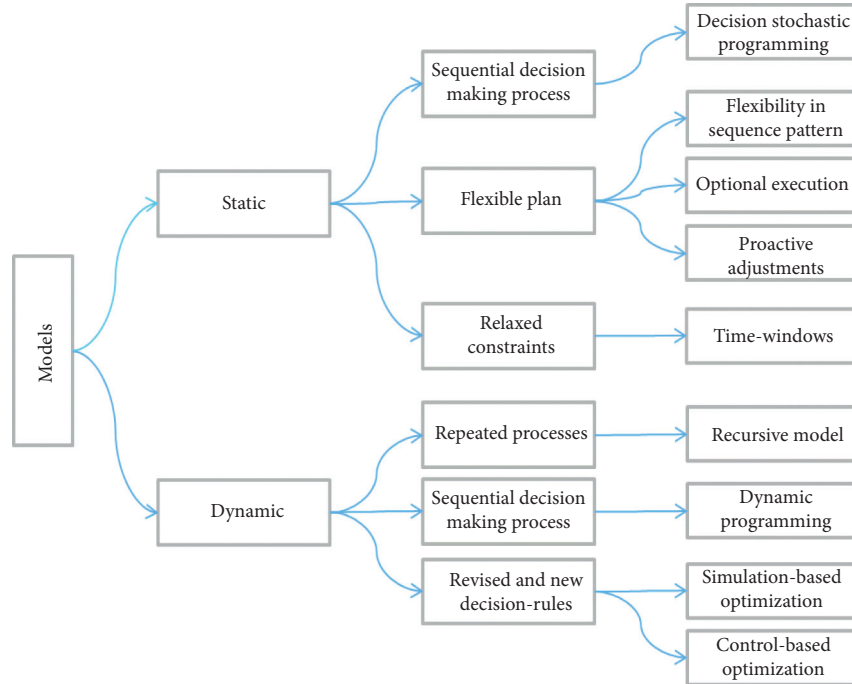 Models
Static
Sequential decision
making process
Decision stochastic
programming
Flexible plan
Flexibility in
sequence pattern
Optional execution
Proactive
adjustments
Relaxed
constraints
Time-windows
Dynamic
Repeated processes
Recursive model
Sequential decision
making process
Dynamic
programming
Revised and new
decision-rules
Simulation-based
optimization
Control-based
optimization